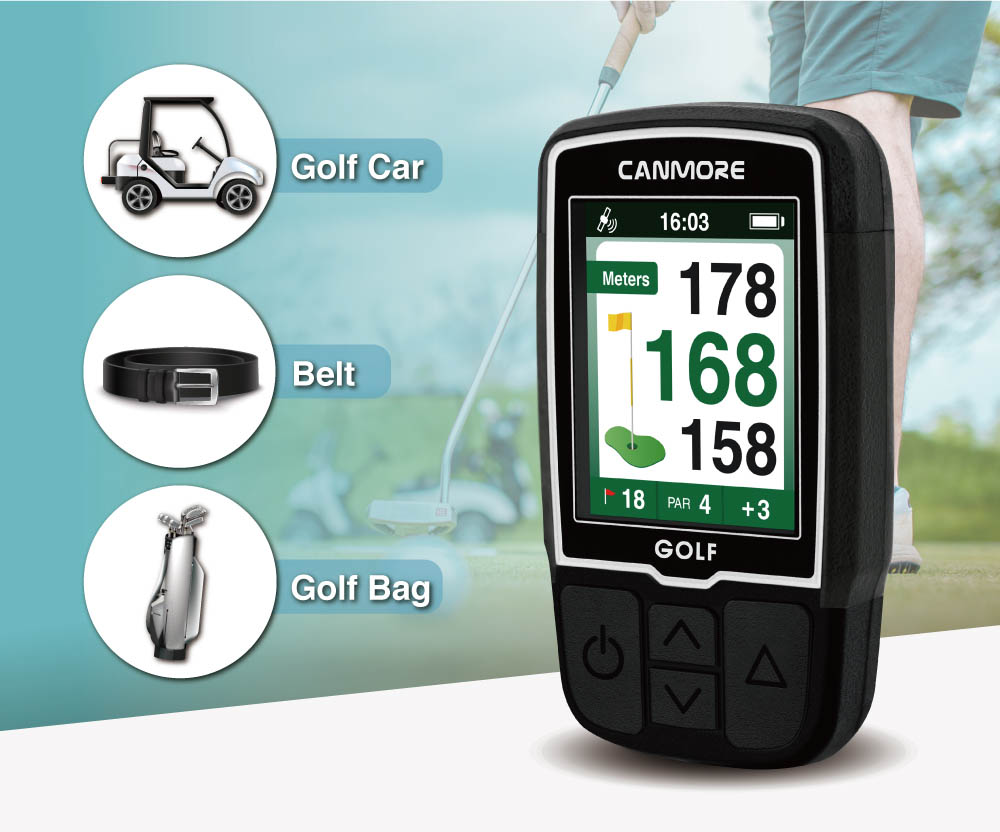 Golf Car
Belt
Golf Bag
CANMORE
16:03
Meters
178
168
158
18
PAR 4
+3
GOLF